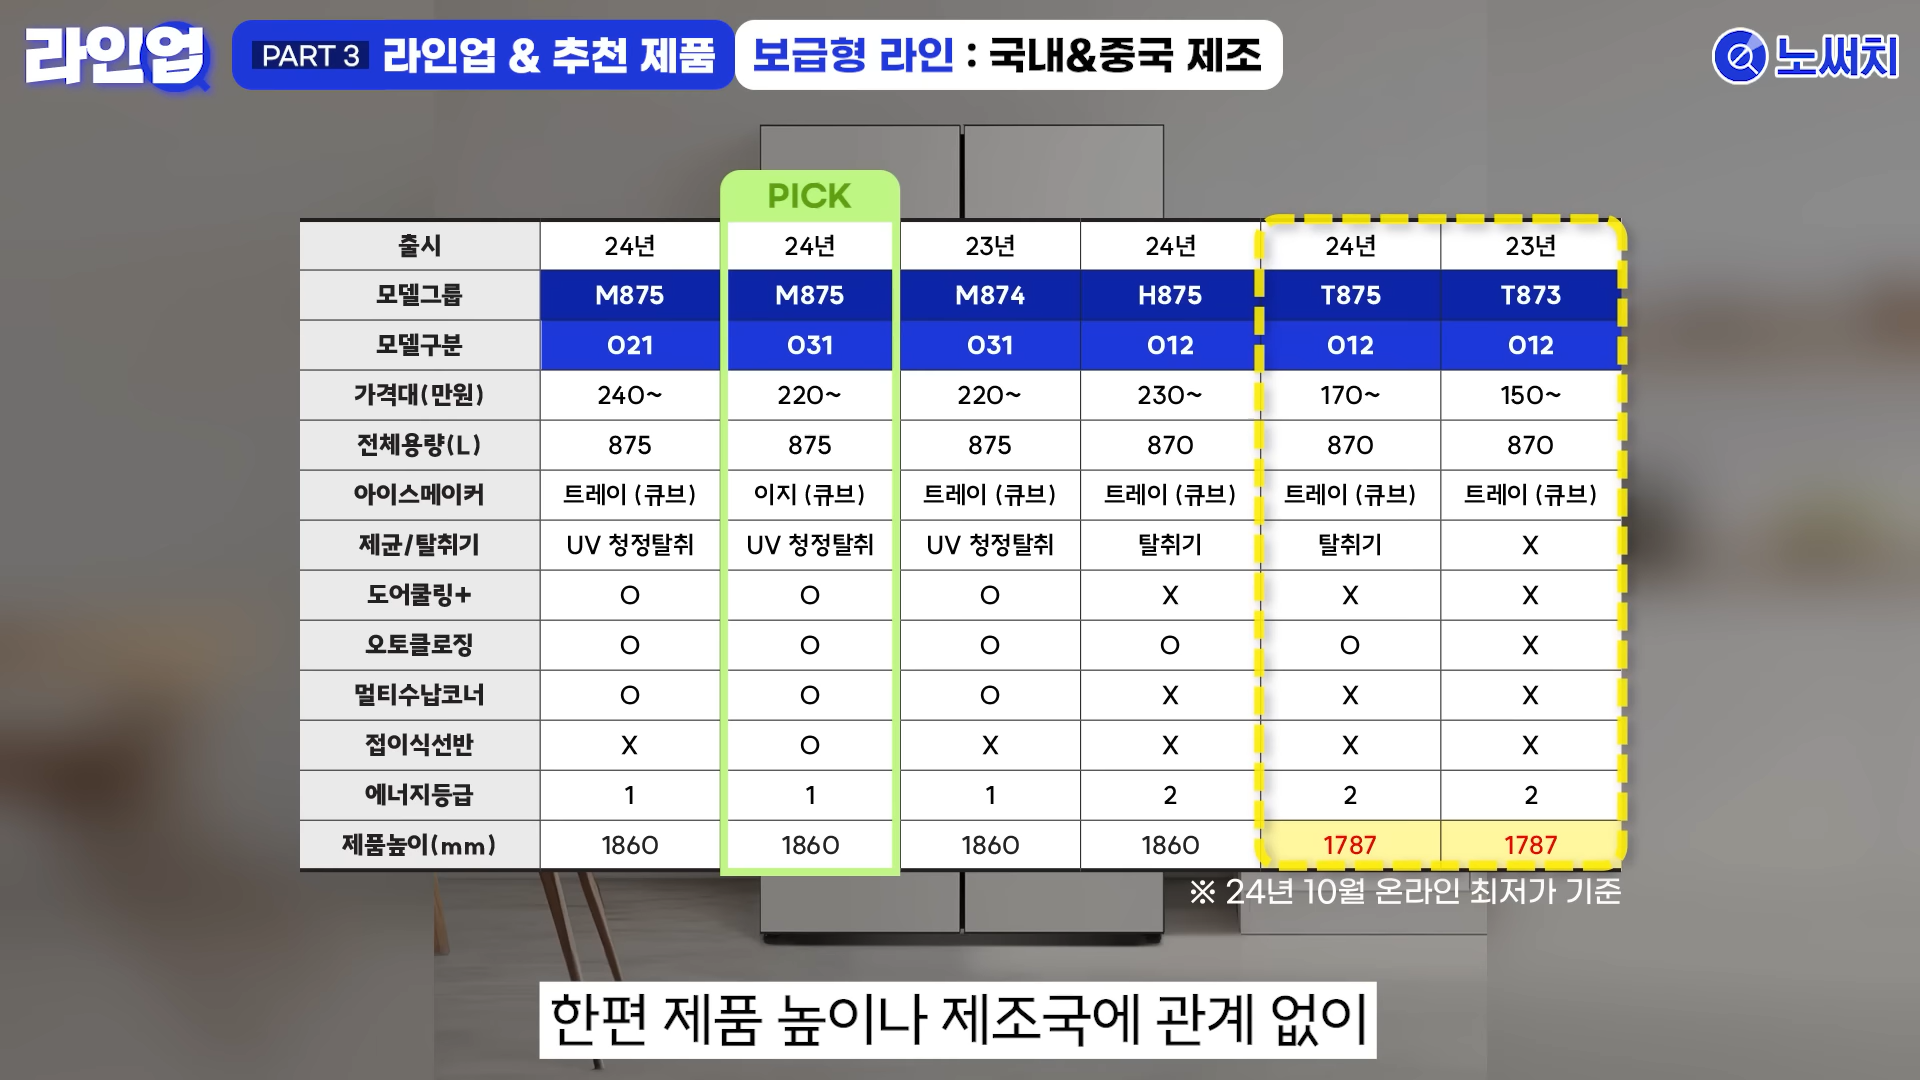 라인업 PART 3 라인업 & 추천 제품 보급형 라인 : 국내&중국 제조 노써치
PICK
출시 24년 24년 23년 24년 24년 23년
모델그룹 M875 M875 M874 H875 T875 T873
모델구분 O21 O31 O31 O12 O12 O12
가격대(만원) 240~ 220~ 220~ 230~ 170~ 150~
전체용량(L) 875 875 875 870 870 870
아이스메이커 트레이 (큐브) 이지 (큐브) 트레이 (큐브) 트레이 (큐브) 트레이 (큐브) 트레이 (큐브)
제균/탈취기 UV 청정탈취 UV 청정탈취 UV 청정탈취 탈취기 탈취기 X
도어쿨링+ O O O X X X
오토클로징 O O O O O X
멀티수납코너 O O O X X X
접이식선반 X O X X X X
에너지등급 1 1 1 2 2 2
제품높이(mm) 1860 1860 1860 1860 1787 1787
※ 24년 10월 온라인 최저가 기준
한편 제품 높이나 제조국에 관계 없이